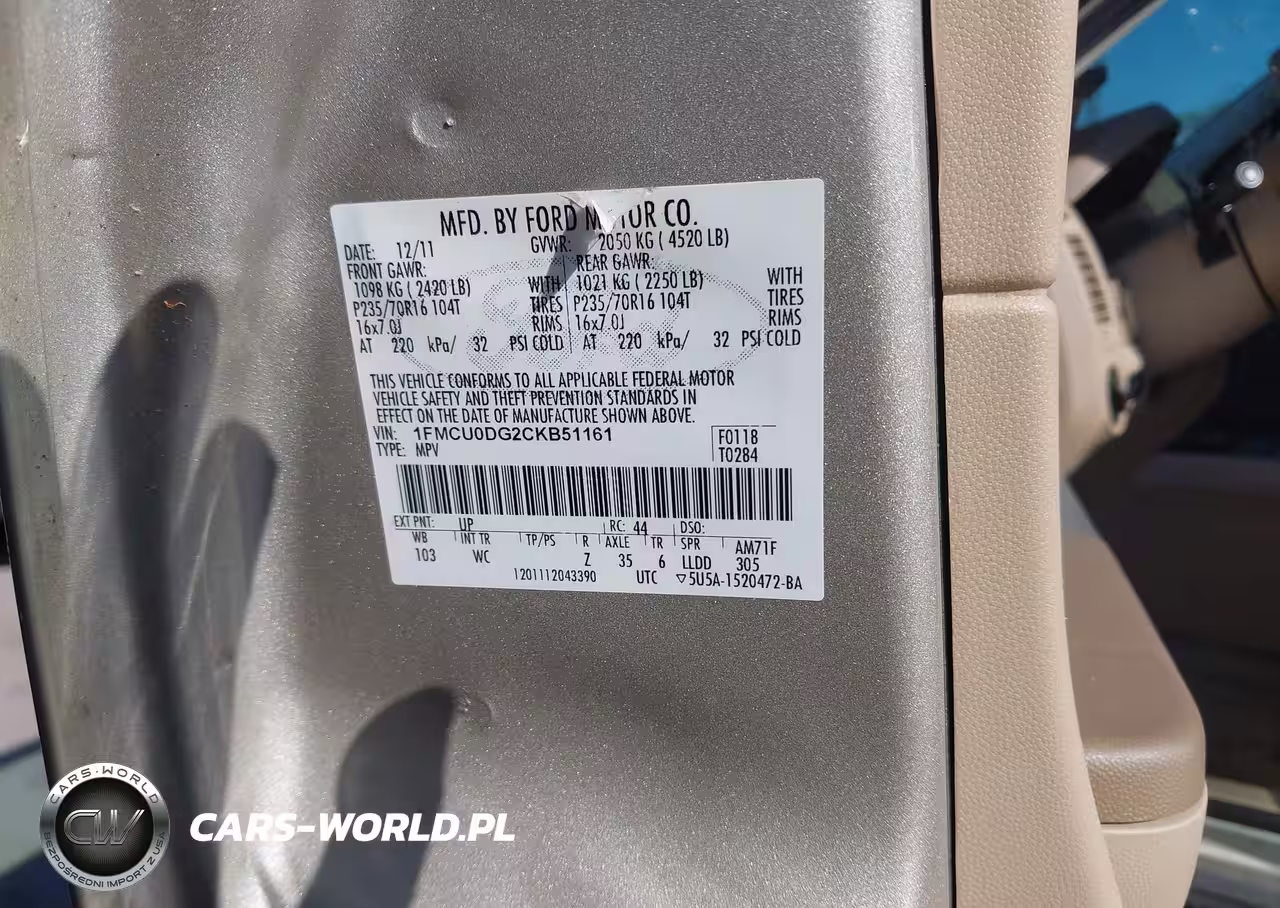 MFD. BY FORD MOTOR CO.
DATE: 12/11 GVWR: 2050 KG ( 4520 LB)
FRONT GAWR: REAR GAWR:
1098 KG ( 2420 LB) WITH 1021 KG ( 2250 LB) WITH
P235/70R16 104T TIRES P235/70R16 104T TIRES
16x7.0J RIMS 16x7.0J RIMS
AT 220 kPa/ 32 PSI COLD AT 220 kPa/ 32 PSI COLD
THIS VEHICLE CONFORMS TO ALL APPLICABLE FEDERAL MOTOR
VEHICLE SAFETY AND THEFT PREVENTION STANDARDS IN
EFFECT ON THE DATE OF MANUFACTURE SHOWN ABOVE.
VIN: 1FMCU0DG2CKB51161 F0118
TYPE: MPV T0284
EXT PNT: UP RC: 44 DSO:
WB INT TR TP/PS R AXLE TR SPR AM71F
103 WC Z 35 6 LLDD 305
1201112043390 UTC ▽5U5A-1520472-BA
CARS-WORLD
CW
BEZPOŚREDNI IMPORT Z USA
CARS-WORLD.PL